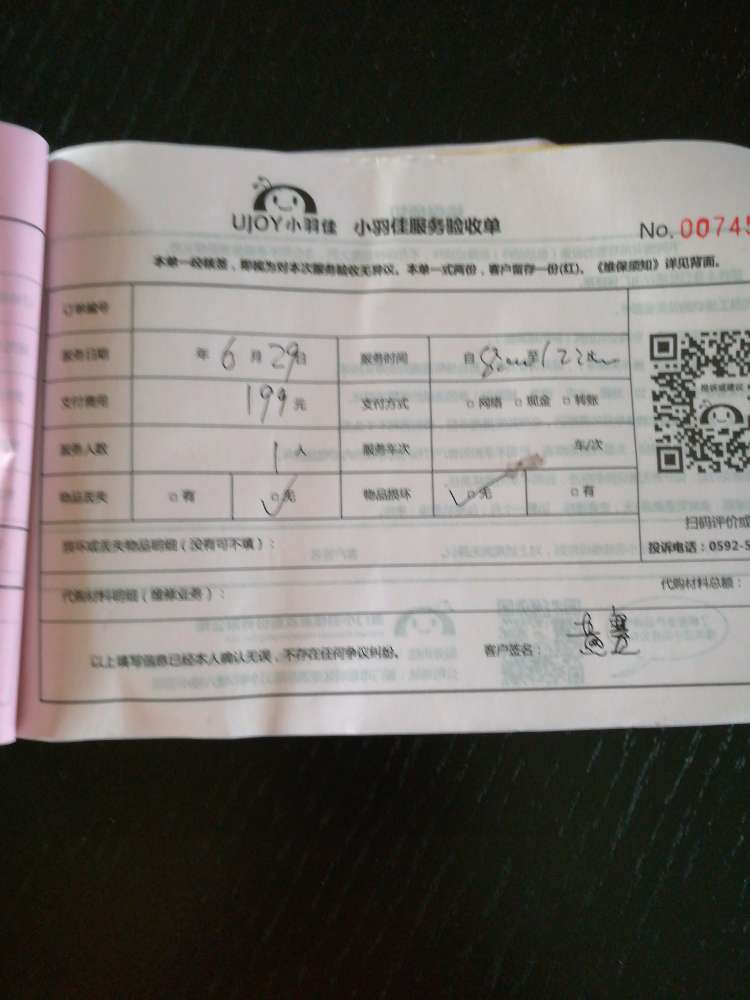 UJOY小羽佳 小羽佳服务验收单 No.00745
本单一经核签，即视为对本次服务验收无异议。本单一式两份，客户留存一份(红)。《维保须知》详见背面。
订单编号
服务日期 年 6 月 29 日 服务时间 自 至
支付费用 199 元 支付方式 □ 网络 □ 现金 □ 转账
投诉或建议
服务人数 1 人 服务车次 车/次
物品丢失 □ 有 □ 无 物品损坏 □ 无 □ 有
扫码评价或
损坏或丢失物品明细（没有可不填）： 投诉电话：0592-5
代购材料明细（维修业务）： 代购材料总额：
以上填写信息已经本人确认无误，不存在任何争议纠纷。 客户签名：